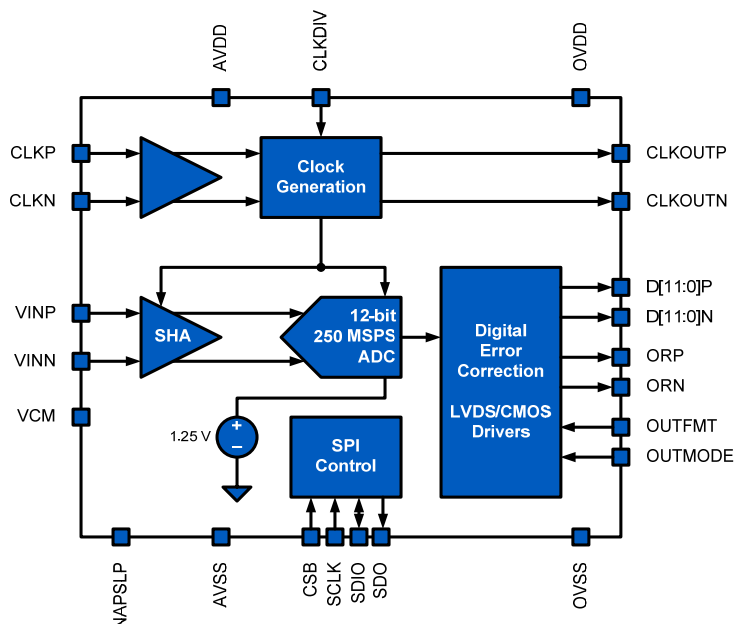 AVDD
CLKDIV
OVDD
CLKP
CLKN
Clock
Generation
CLKOUTP
CLKOUTN
VINP
VINN
VCM
SHA
12-bit
250 MSPS
ADC
1.25 V
+
−
SPI
Control
Digital
Error
Correction
LVDS/CMOS
Drivers
D[11:0]P
D[11:0]N
ORP
ORN
OUTFMT
OUTMODE
NAPSLP
AVSS
CSB
SCLK
SDIO
SDO
OVSS